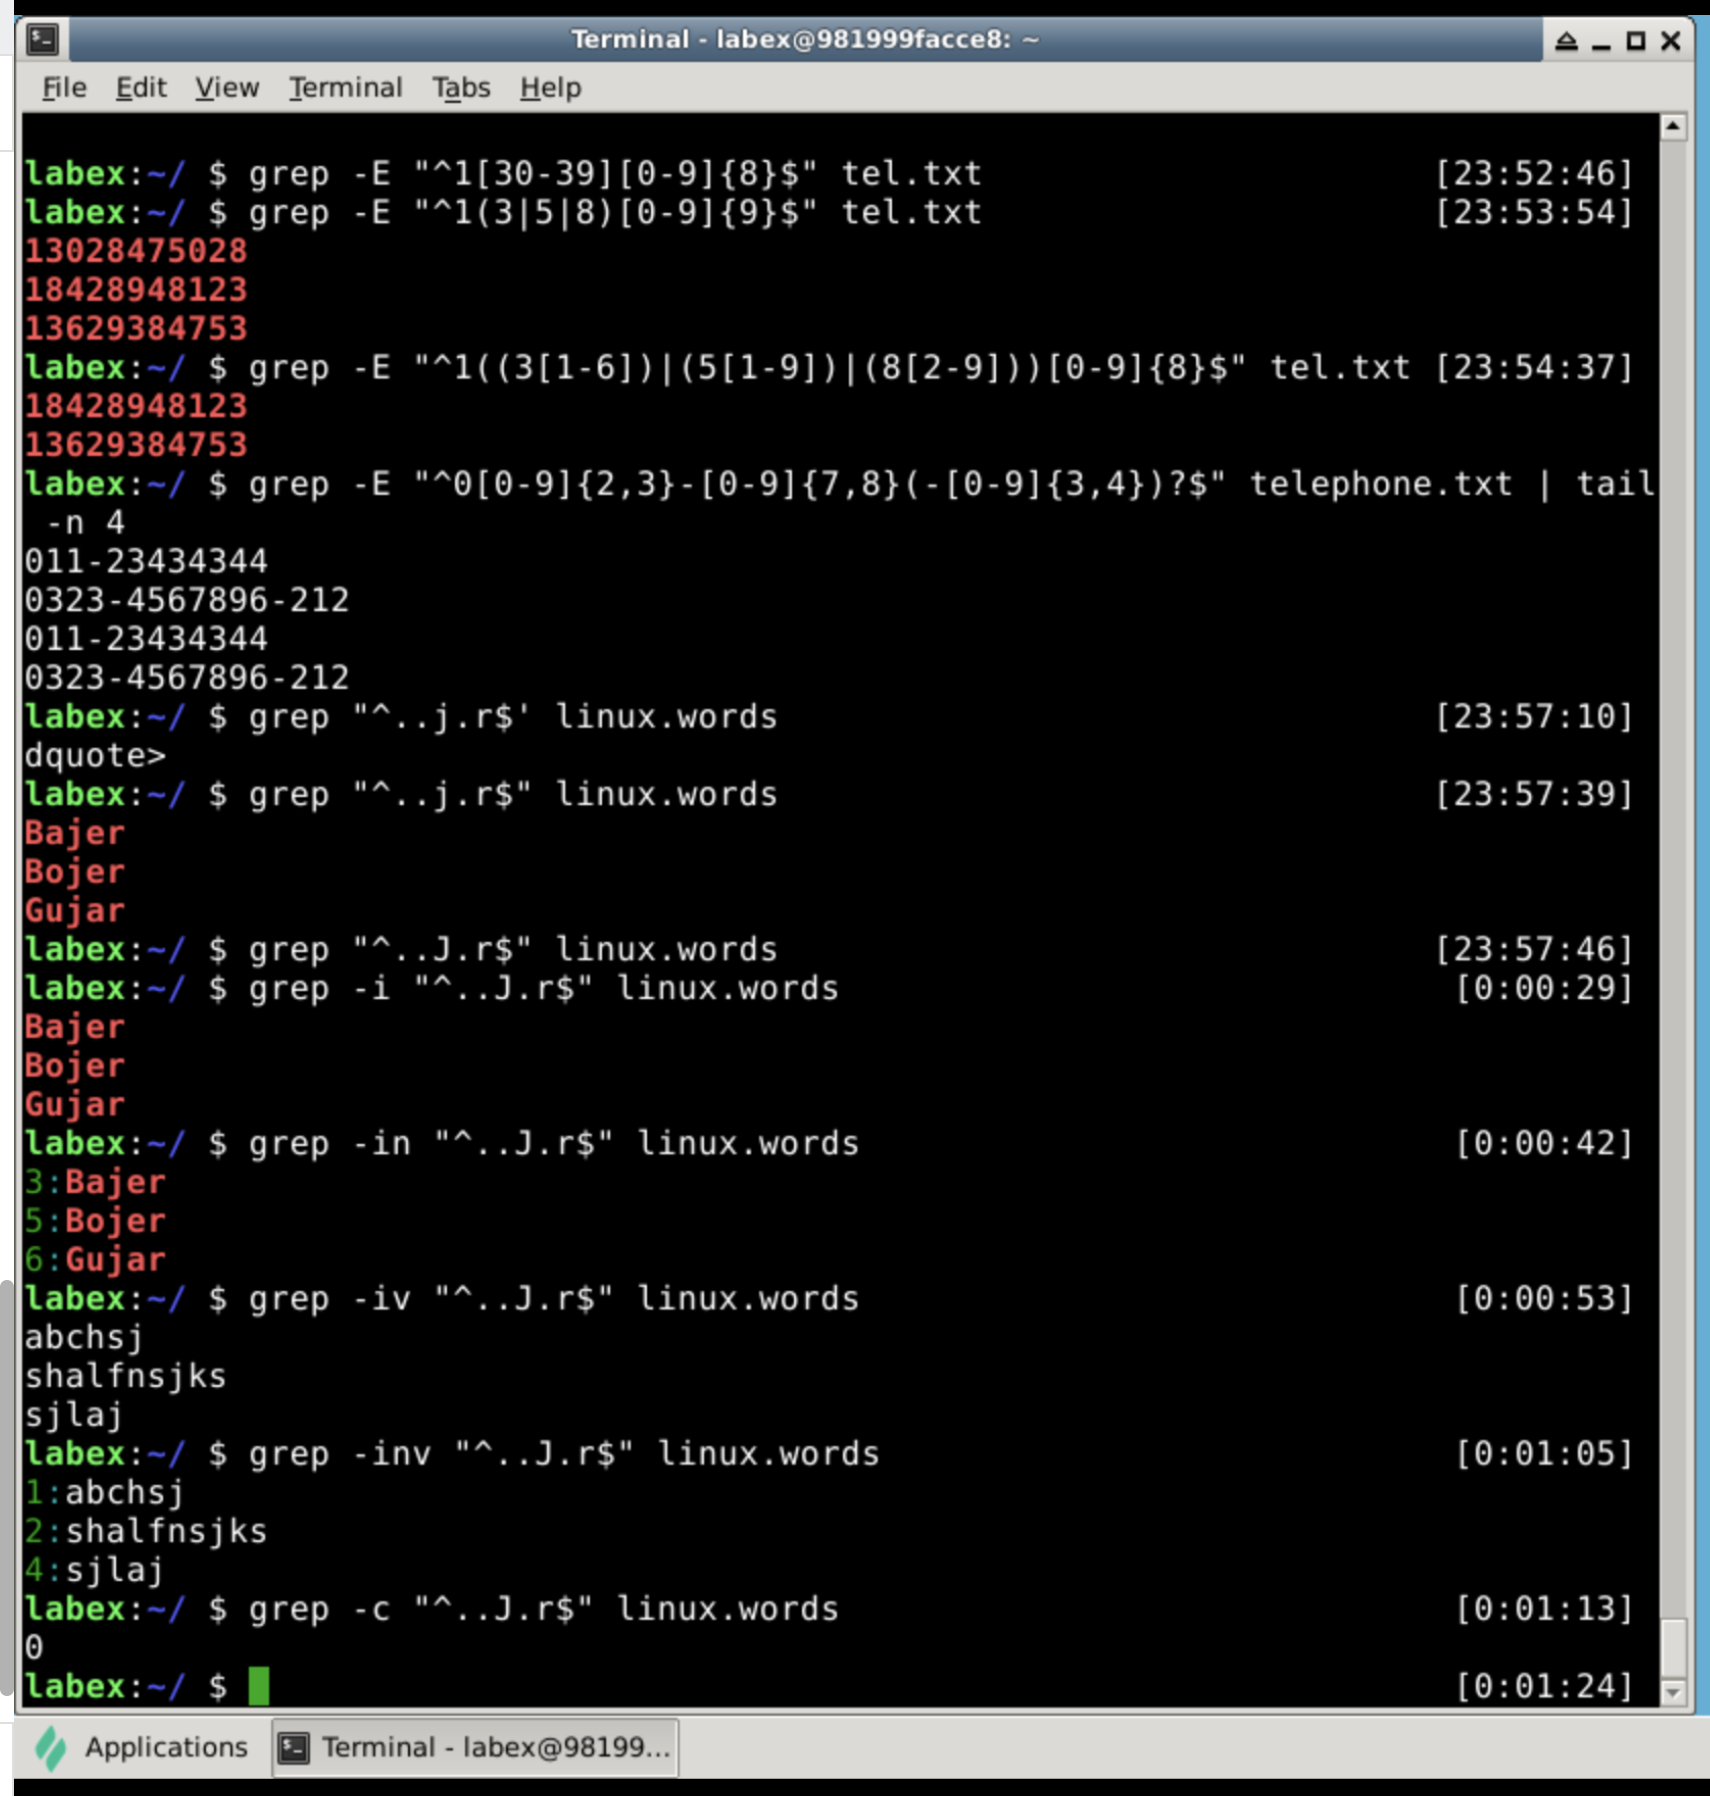 Terminal - labex@981999facce8: ~
File Edit View Terminal Tabs Help
labex:~/ $ grep -E "^1[30-39][0-9]{8}$" tel.txt [23:52:46]
labex:~/ $ grep -E "^1(3|5|8)[0-9]{9}$" tel.txt [23:53:54]
13028475028
18428948123
13629384753
labex:~/ $ grep -E "^1((3[1-6])|(5[1-9])|(8[2-9]))[0-9]{8}$" tel.txt [23:54:37]
18428948123
13629384753
labex:~/ $ grep -E "^0[0-9]{2,3}-[0-9]{7,8}(-[0-9]{3,4})?$" telephone.txt | tail
-n 4
011-23434344
0323-4567896-212
011-23434344
0323-4567896-212
labex:~/ $ grep "^..j.r$' linux.words [23:57:10]
dquote>
labex:~/ $ grep "^..j.r$" linux.words [23:57:39]
Bajer
Bojer
Gujar
labex:~/ $ grep "^..J.r$" linux.words [23:57:46]
labex:~/ $ grep -i "^..J.r$" linux.words [0:00:29]
Bajer
Bojer
Gujar
labex:~/ $ grep -in "^..J.r$" linux.words [0:00:42]
3:Bajer
5:Bojer
6:Gujar
labex:~/ $ grep -iv "^..J.r$" linux.words [0:00:53]
abchsj
shalfnsjks
sjlaj
labex:~/ $ grep -inv "^..J.r$" linux.words [0:01:05]
1:abchsj
2:shalfnsjks
4:sjlaj
labex:~/ $ grep -c "^..J.r$" linux.words [0:01:13]
0
labex:~/ $ [0:01:24]
Applications Terminal - labex@98199...